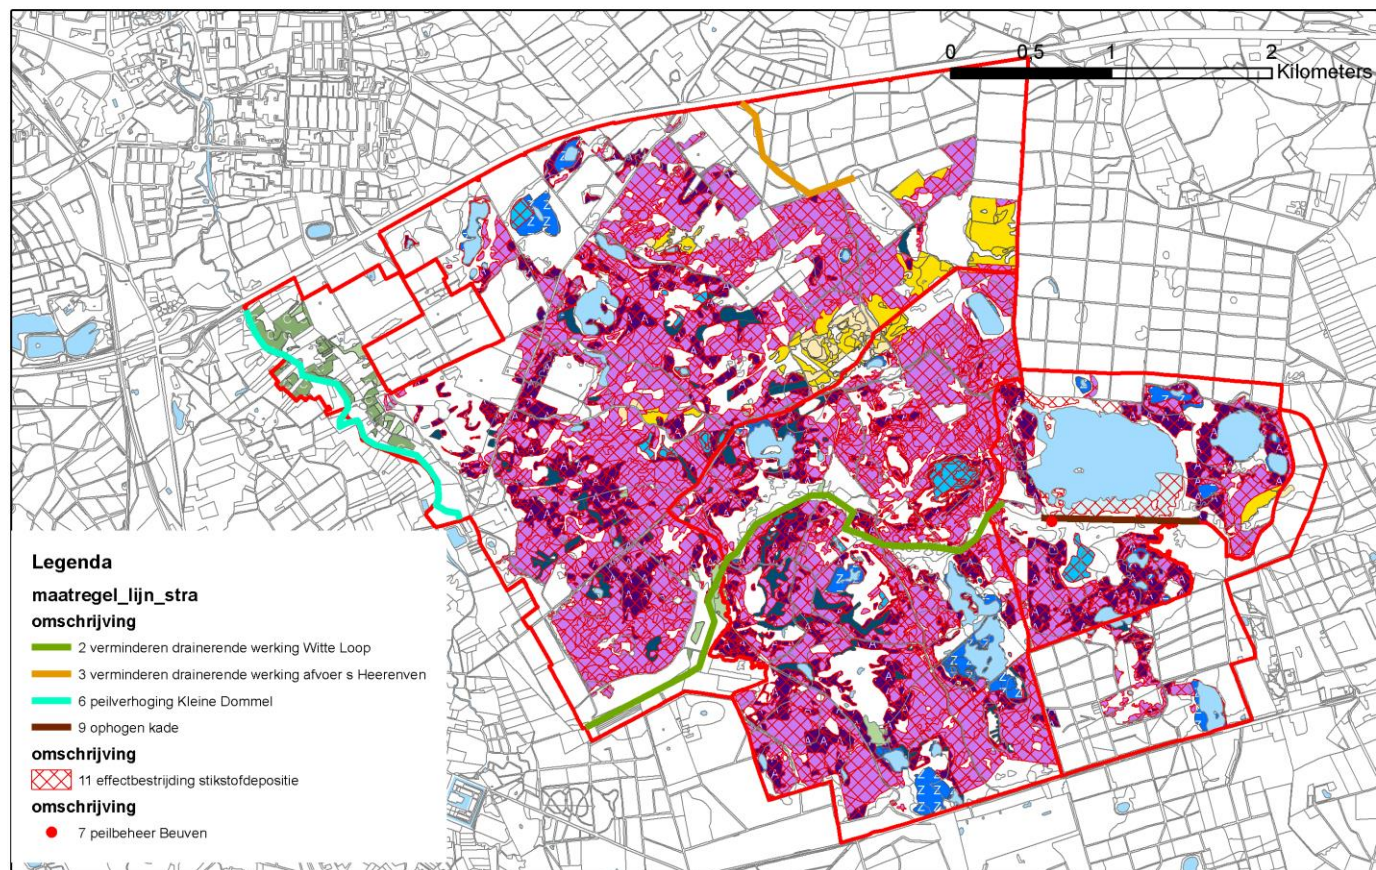 0 0.5 1 2
Kilometers
Legenda
maatregel_lijn_stra
omschrijving
2 verminderen drainerende werking Witte Loop
3 verminderen drainerende werking afvoer s Heerenven
6 peilverhoging Kleine Dommel
9 ophogen kade
omschrijving
11 effectbestrijding stikstofdepositie
omschrijving
7 peilbeheer Beuven